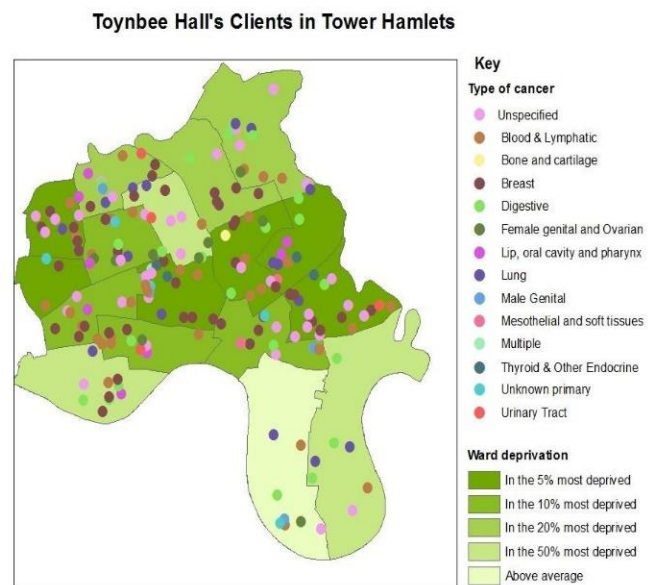 Toynbee Hall's Clients in Tower Hamlets
Key
Type of cancer
Unspecified
Blood & Lymphatic
Bone and cartilage
Breast
Digestive
Female genital and Ovarian
Lip, oral cavity and pharynx
Lung
Male Genital
Mesothelial and soft tissues
Multiple
Thyroid & Other Endocrine
Unknown primary
Urinary Tract
Ward deprivation
In the 5% most deprived
In the 10% most deprived
In the 20% most deprived
In the 50% most deprived
Above average